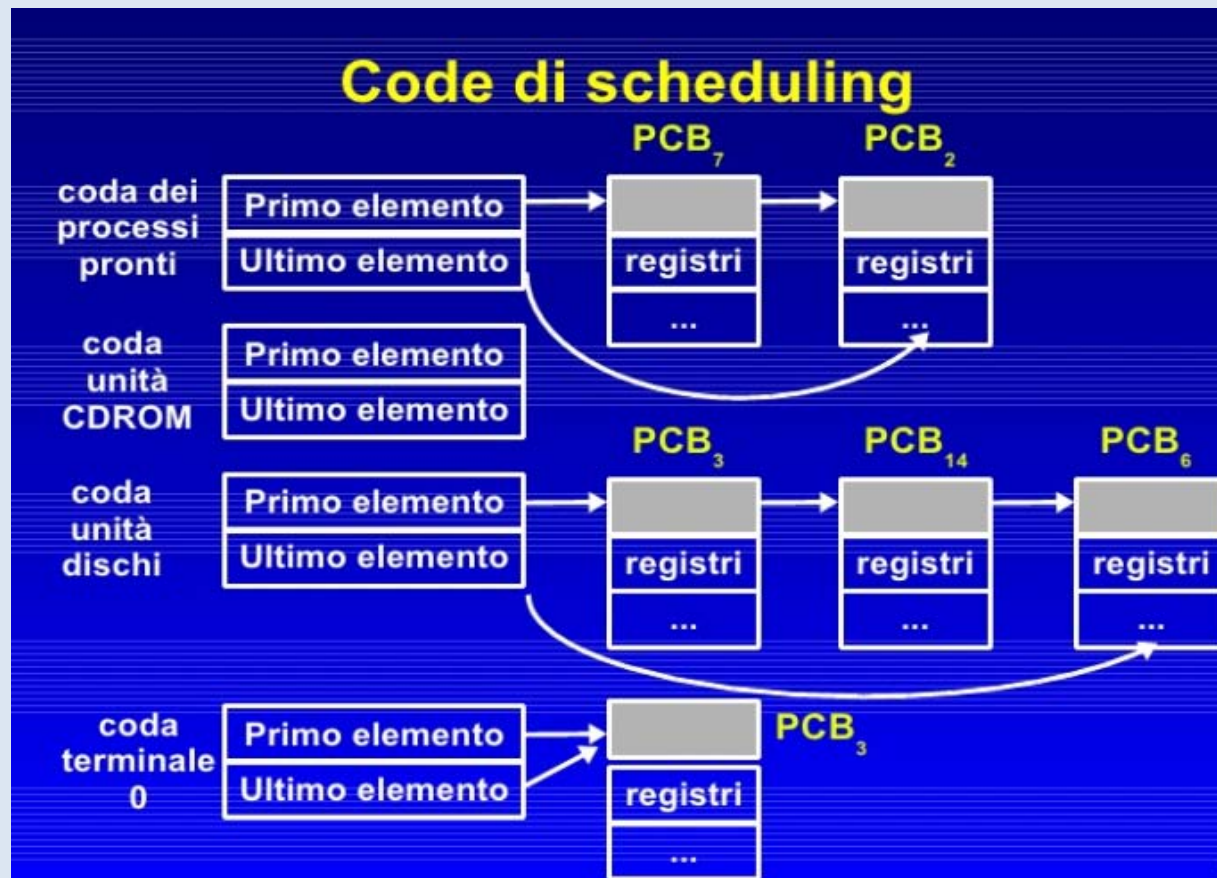 Code di scheduling
PCB7 PCB2
coda dei
processi
pronti
Primo elemento
Ultimo elemento
registri
...
registri
...
coda
unità
CDROM
Primo elemento
Ultimo elemento
PCB3 PCB14 PCB6
coda
unità
dischi
Primo elemento
Ultimo elemento
registri
...
registri
...
registri
...
coda
terminale
0
Primo elemento
Ultimo elemento
PCB3
registri
...